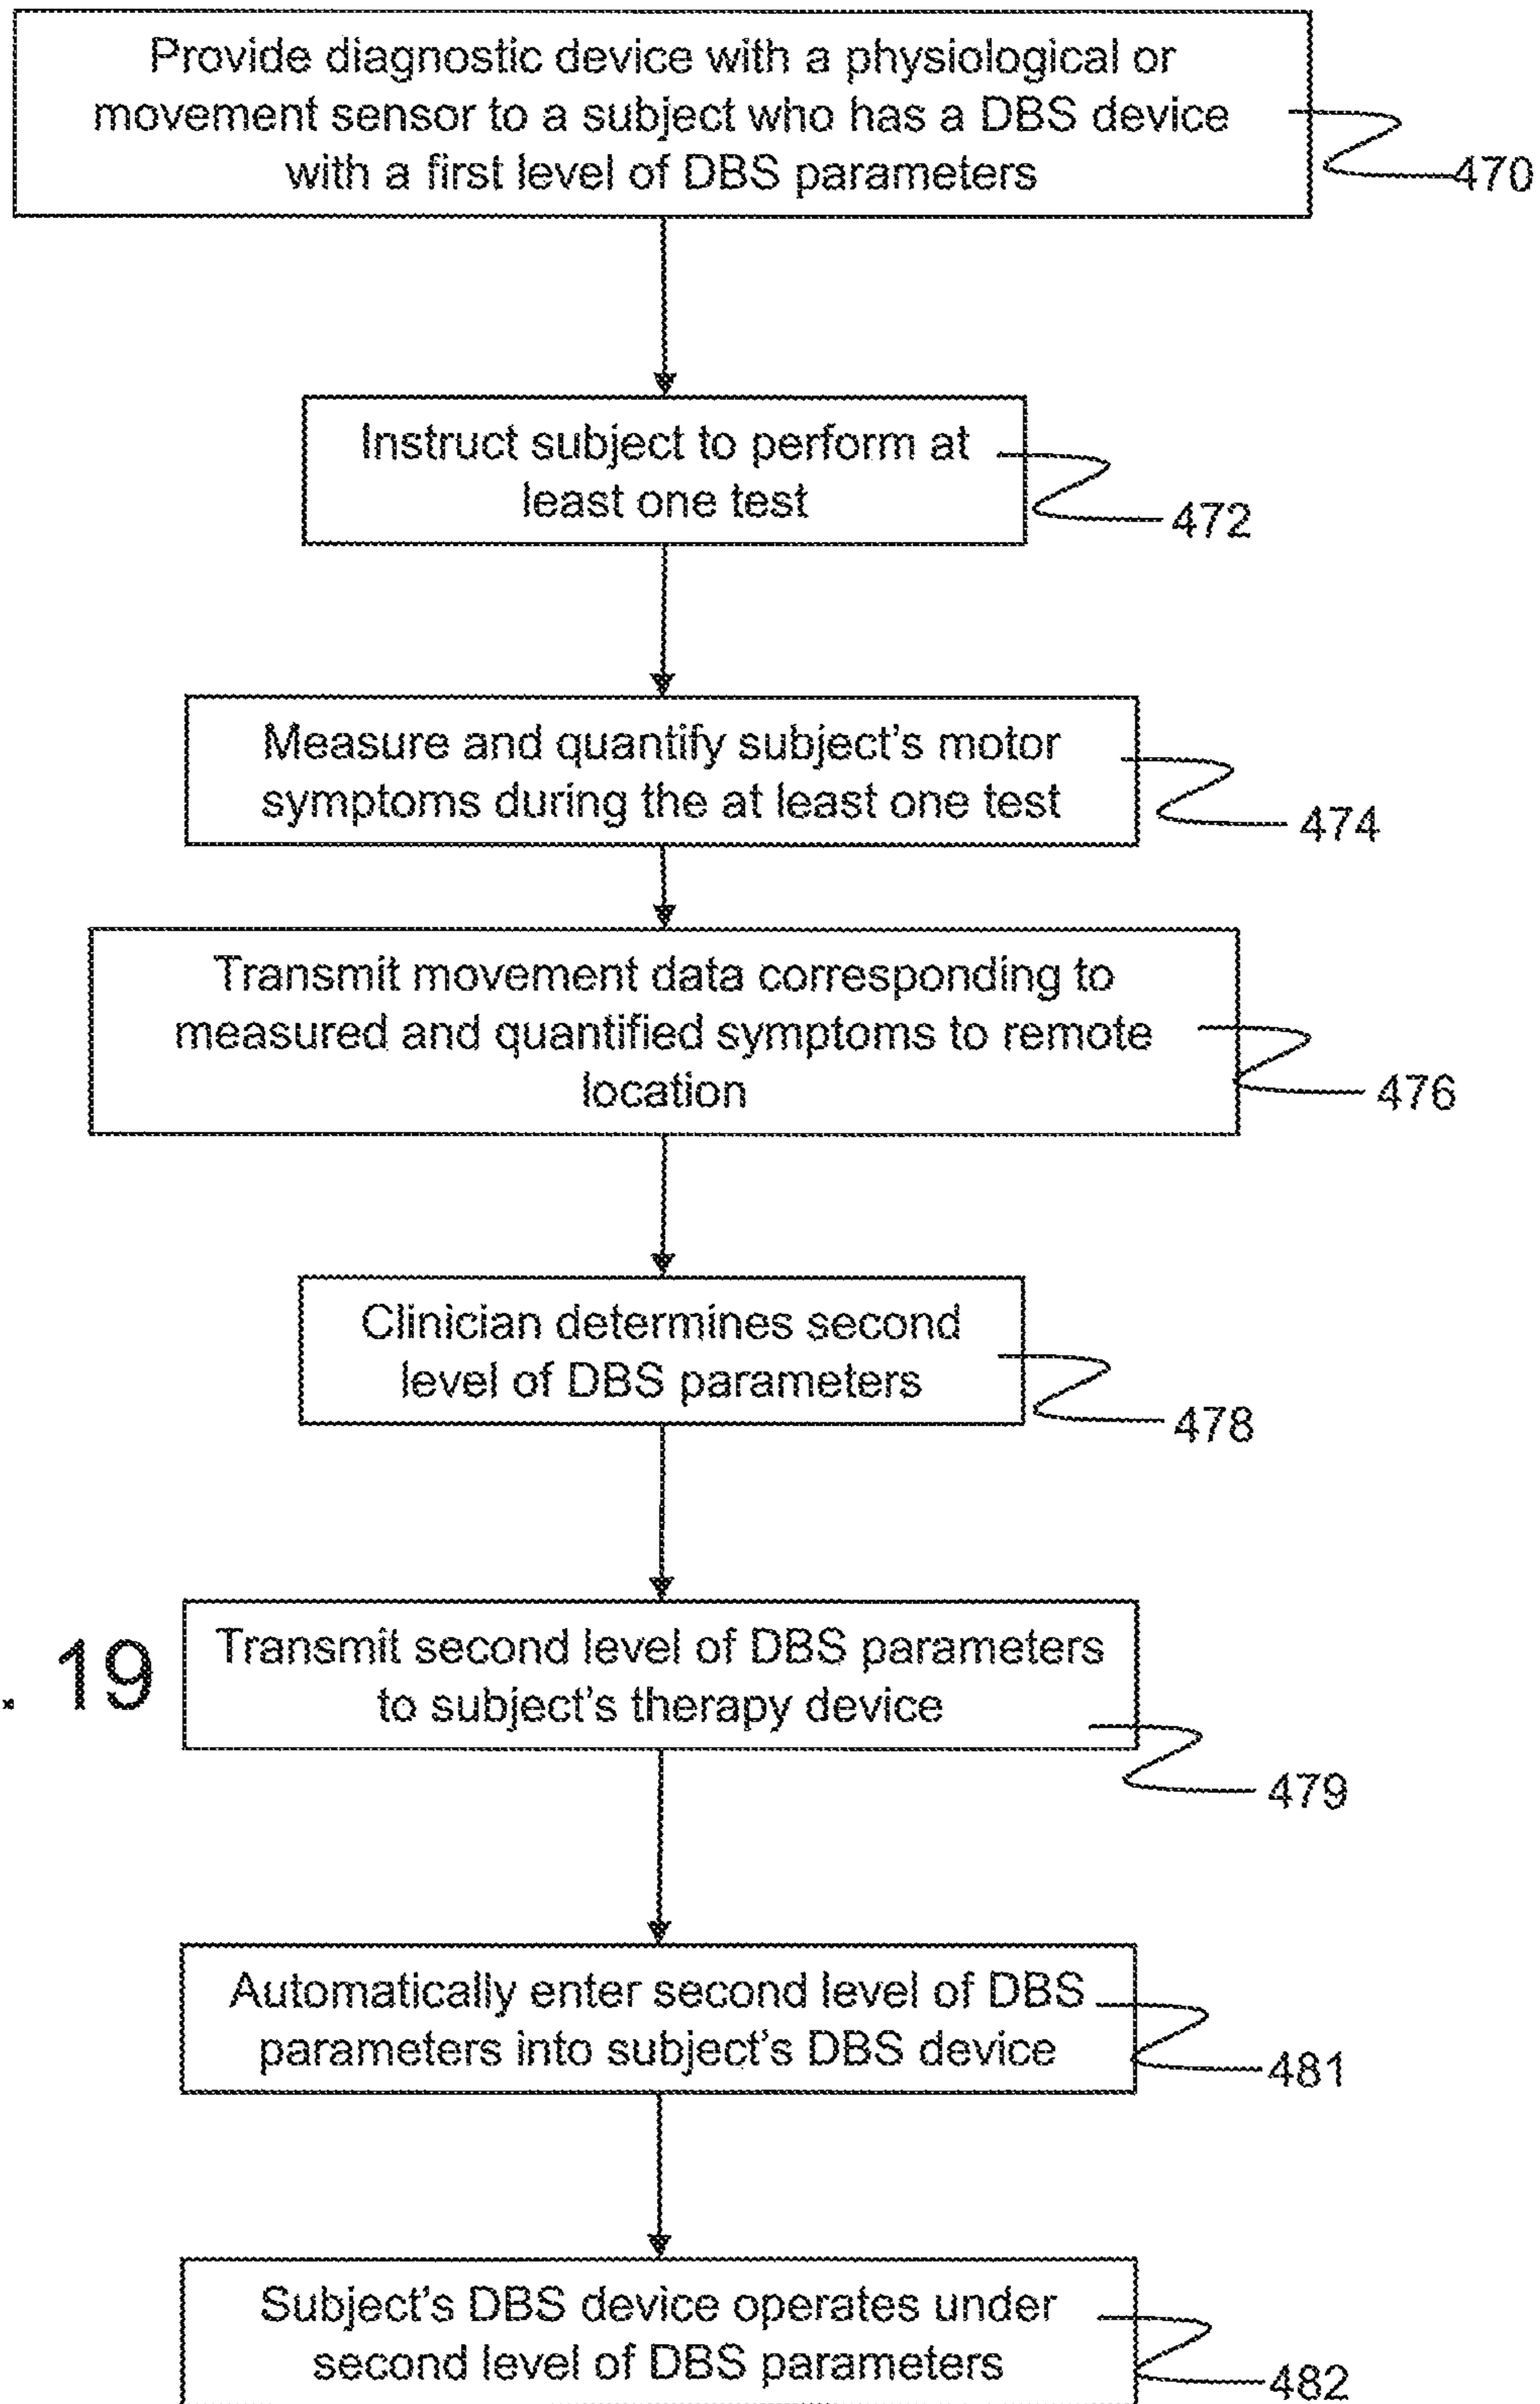 Provide diagnostic device with a physiological or
movement sensor to a subject who has a DBS device
with a first level of DBS parameters
470
Instruct subject to perform at
least one test
472
Measure and quantify subject's motor
symptoms during the at least one test
474
Transmit movement data corresponding to
measured and quantified symptoms to remote
location
476
Clinician determines second
level of DBS parameters
478
. 19
Transmit second level of DBS parameters
to subject's therapy device
479
Automatically enter second level of DBS
parameters into subject's DBS device
481
Subject's DBS device operates under
second level of DBS parameters
482